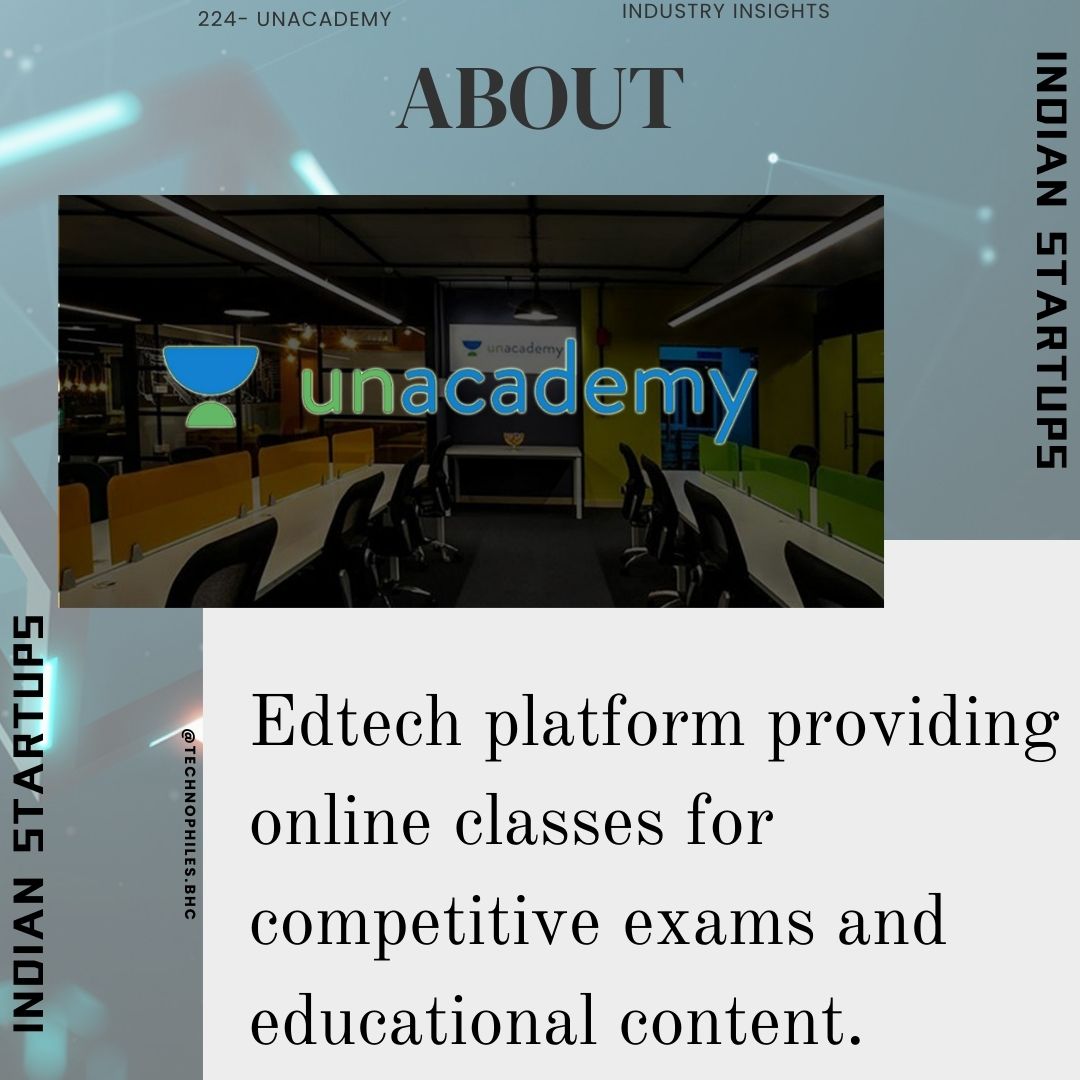 224- UNACADEMY
INDUSTRY INSIGHTS
ABOUT
INDIAN STARTUPS
unacademy
unacademy
Edtech platform providing
online classes for
competitive exams and
educational content.
INDIAN STARTUPS
@TECHNOPHILES.BHC